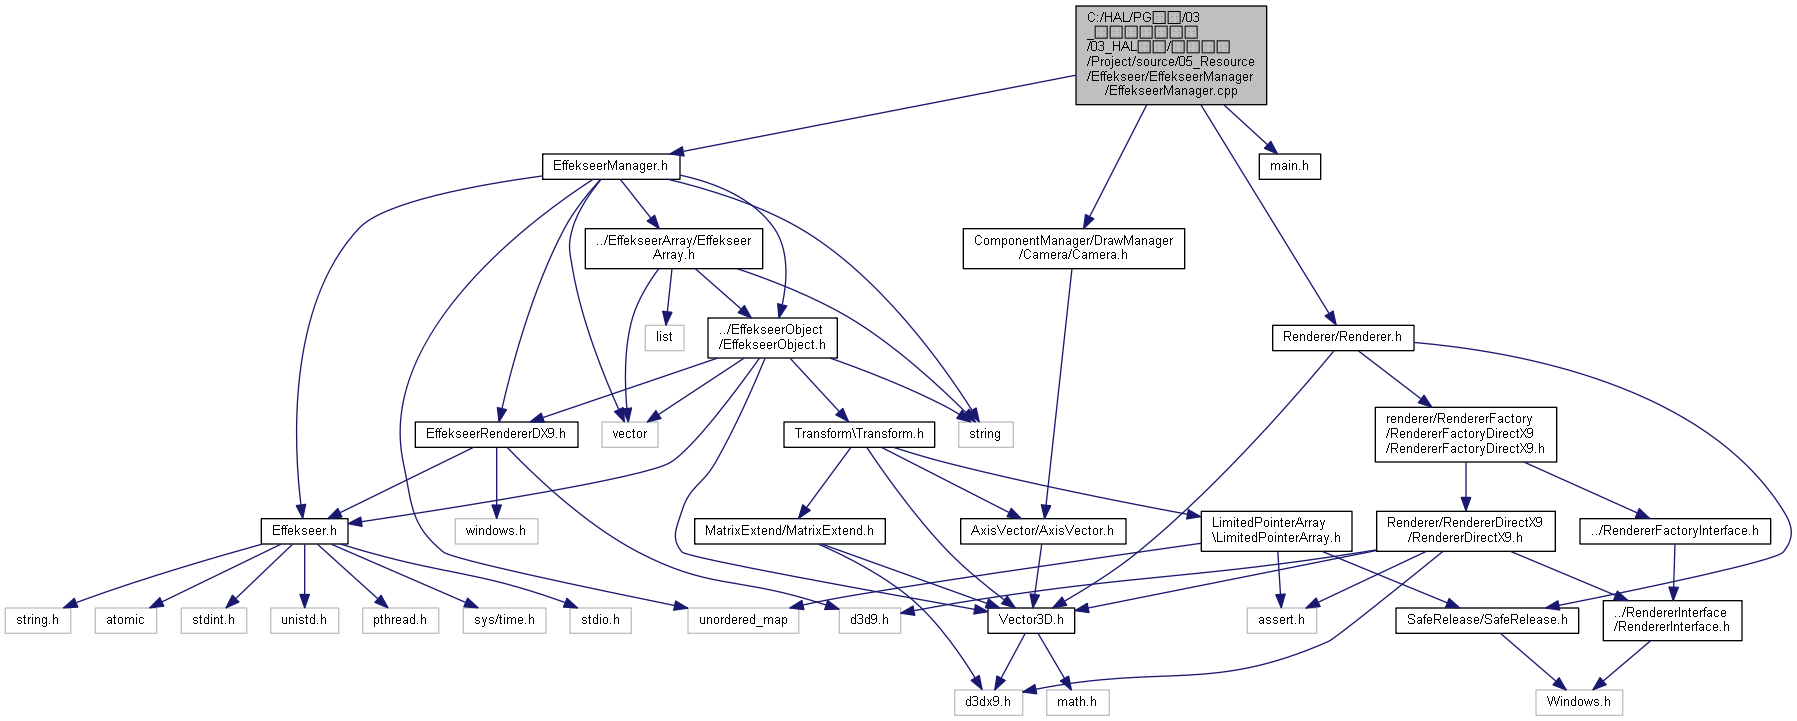 C:/HAL/PG□□/03
_□□□□□□□
/03_HAL□□/□□□□
/Project/source/05_Resource
/Effekseer/EffekseerManager
/EffekseerManager.cpp
EffekseerManager.h
main.h
../EffekseerArray/Effekseer
Array.h
ComponentManager/DrawManager
/Camera/Camera.h
list
../EffekseerObject
/EffekseerObject.h
Renderer/Renderer.h
EffekseerRendererDX9.h
vector
Transform\Transform.h
string
renderer/RendererFactory
/RendererFactoryDirectX9
/RendererFactoryDirectX9.h
Effekseer.h
windows.h
MatrixExtend/MatrixExtend.h
AxisVector/AxisVector.h
LimitedPointerArray
\LimitedPointerArray.h
Renderer/RendererDirectX9
/RendererDirectX9.h
../RendererFactoryInterface.h
string.h
atomic
stdint.h
unistd.h
pthread.h
sys/time.h
stdio.h
unordered_map
d3d9.h
Vector3D.h
assert.h
SafeRelease/SafeRelease.h
../RendererInterface
/RendererInterface.h
d3dx9.h
math.h
Windows.h